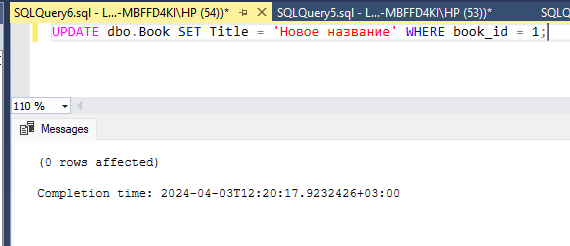 SQLQuery6.sql - L...-MBFFD4KI\HP (54))* SQLQuery5.sql - L...-MBFFD4KI\HP (53))* SQLQ
UPDATE dbo.Book SET Title = 'Новое название' WHERE book_id = 1;
110 %
Messages
(0 rows affected)
Completion time: 2024-04-03T12:20:17.9232426+03:00